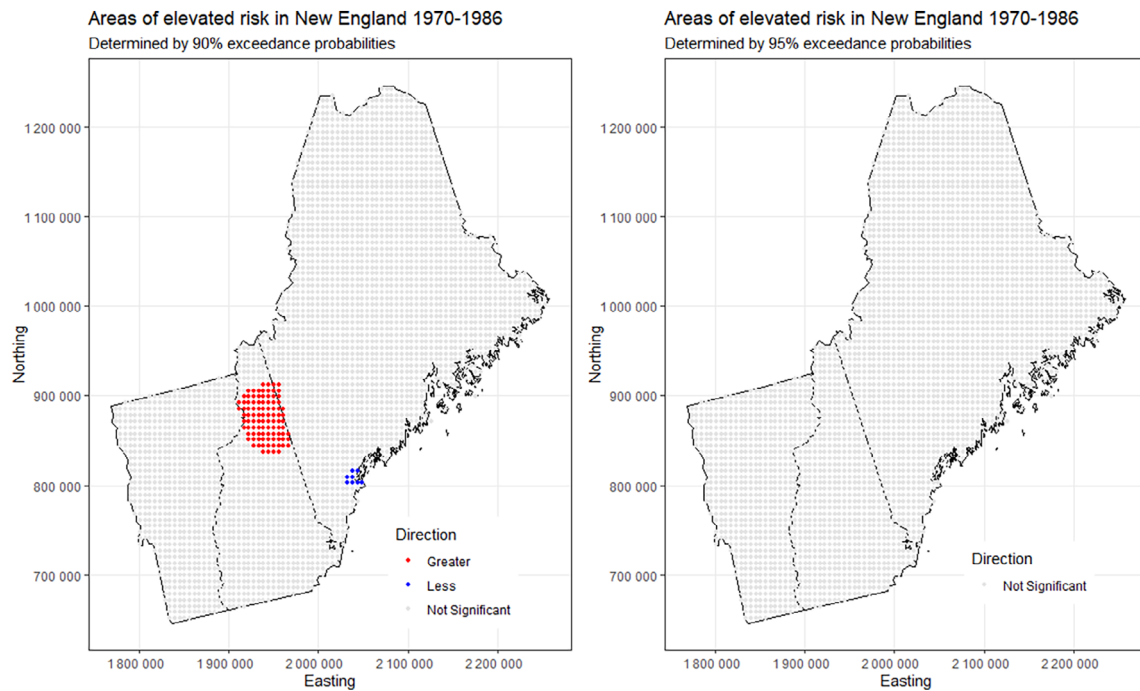 Areas of elevated risk in New England 1970-1986
Determined by 90% exceedance probabilities
1 200 000
1 100 000
1 000 000
900 000
800 000
700 000
Northing
Direction
Greater
Less
Not Significant
1 800 000 1 900 000 2 000 000 2 100 000 2 200 000
Easting
Areas of elevated risk in New England 1970-1986
Determined by 95% exceedance probabilities
1 200 000
1 100 000
1 000 000
900 000
800 000
700 000
Northing
Direction
Not Significant
1 800 000 1 900 000 2 000 000 2 100 000 2 200 000
Easting